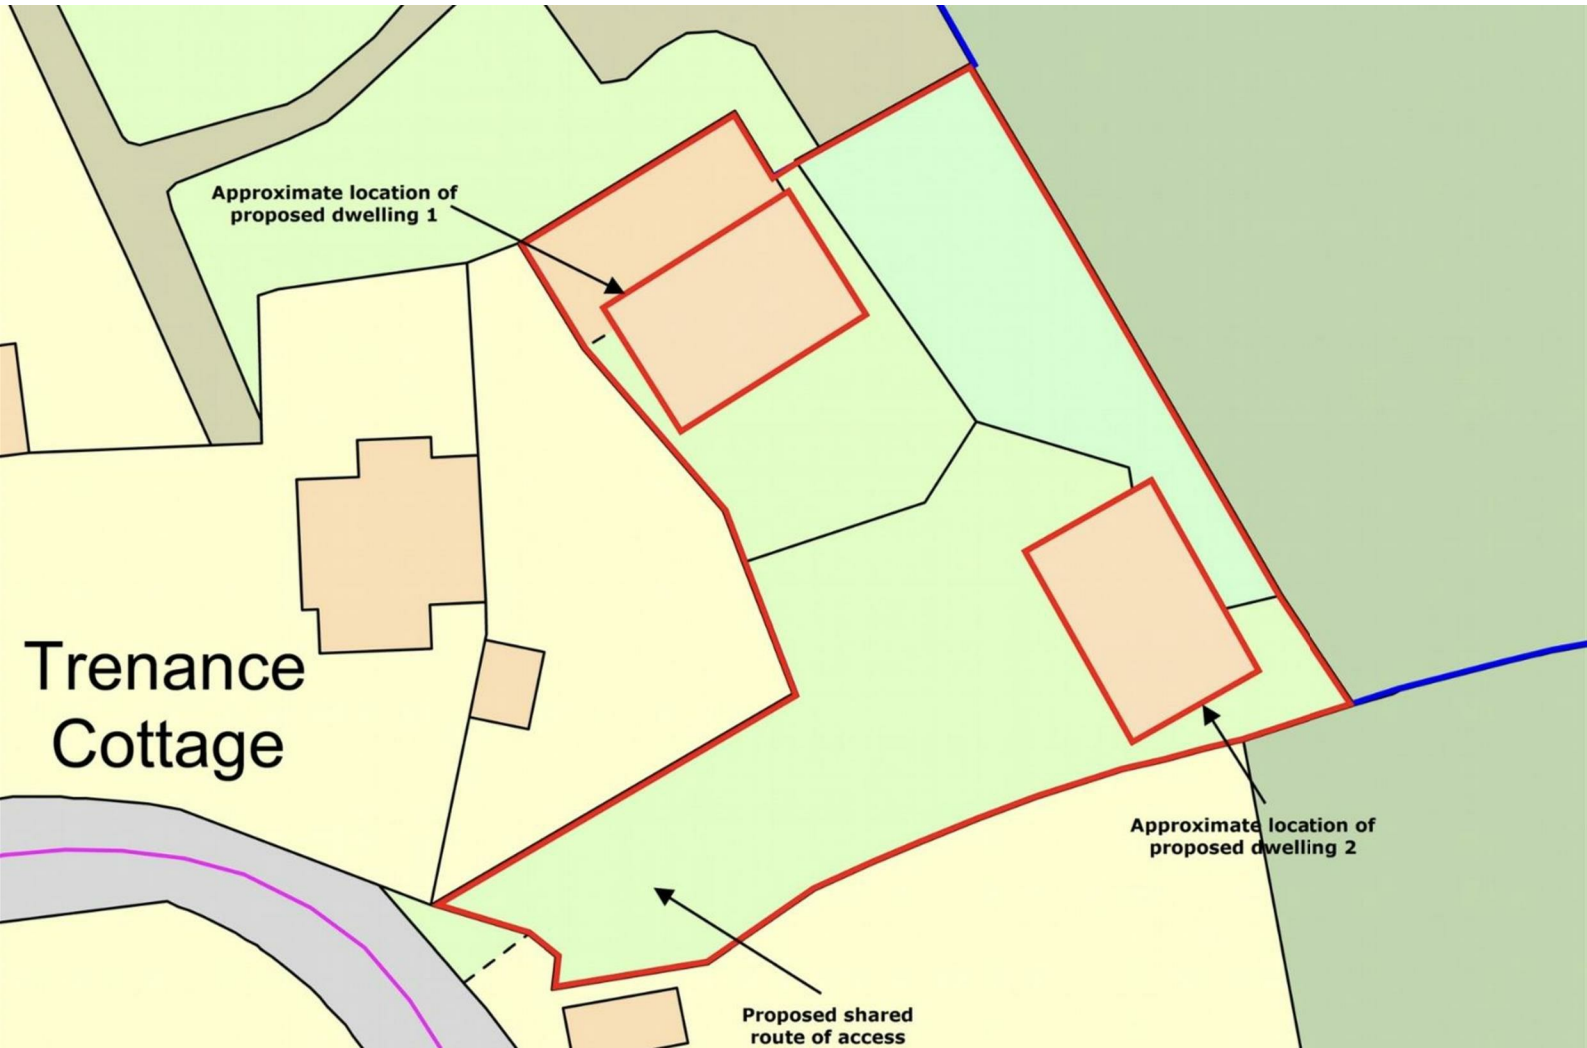 Approximate location of
proposed dwelling 1
Trenance
Cottage
Approximate location of
proposed dwelling 2
Proposed shared
route of access